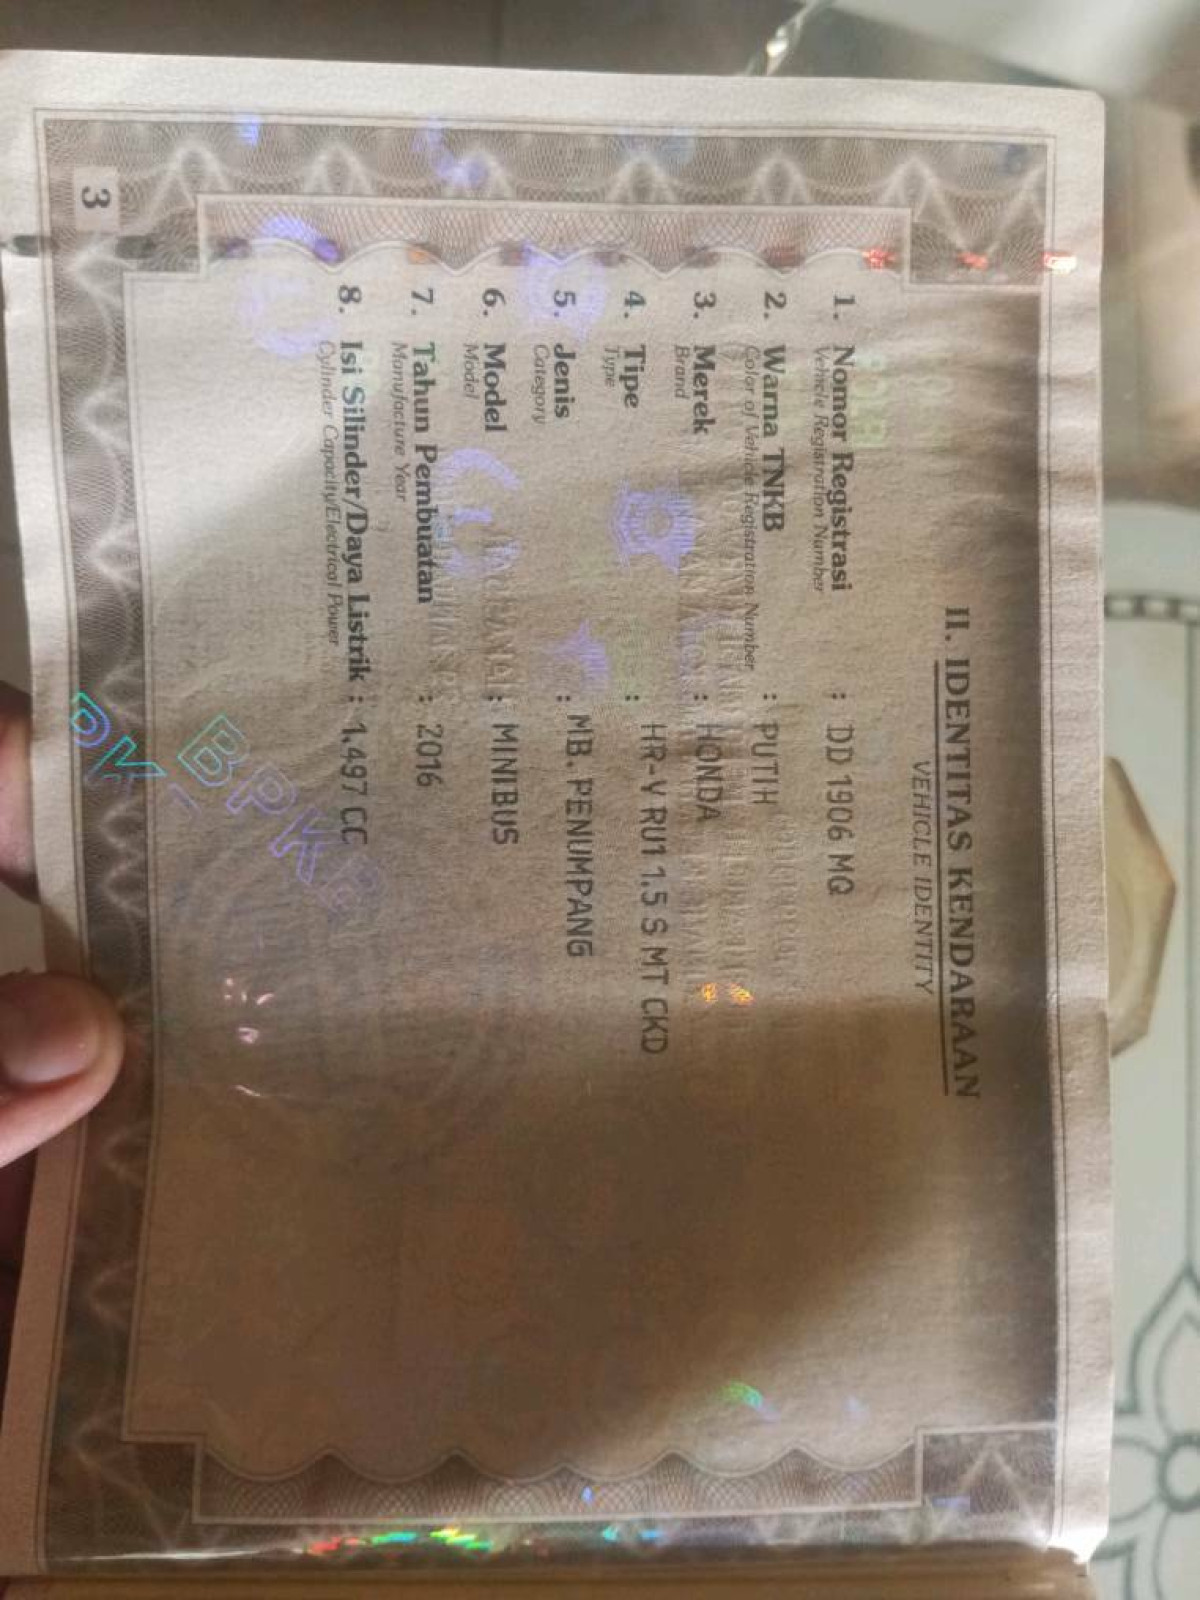 II. IDENTITAS KENDARAAN
VEHICLE IDENTITY
1. Nomor Registrasi : DD 1906 MQ
Vehicle Registration Number
2. Warna TNKB : PUTIH
Color of Vehicle Registration Number
3. Merek : HONDA
Brand
4. Tipe : HR-V RU1 1.5 S MT CKD
Type
5. Jenis : MB. PENUMPANG
Category
6. Model : MINIBUS
Model
7. Tahun Pembuatan : 2016
Manufacture Year
8. Isi Silinder/Daya Listrik : 1.497 CC
Cylinder Capacity/Electrical Power
BPKB
3